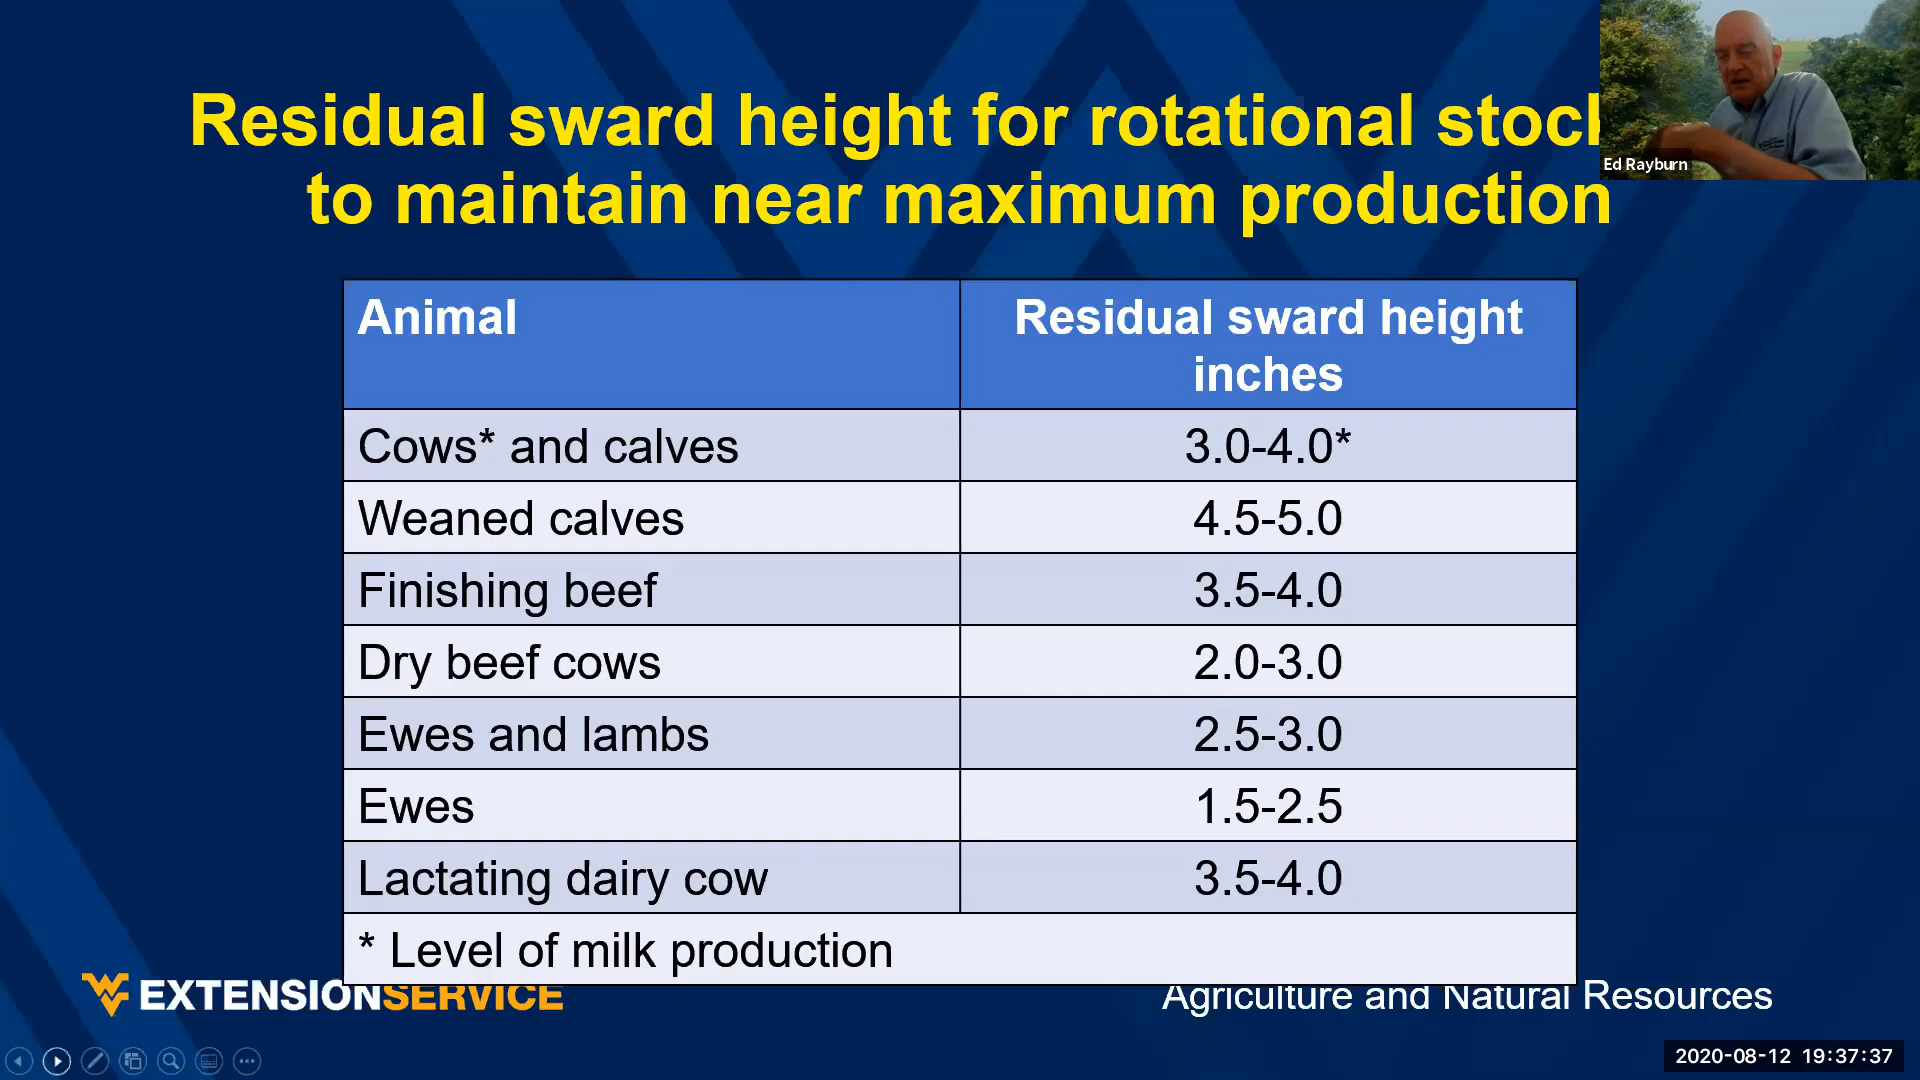 Residual sward height for rotational stock
to maintain near maximum production
Ed Rayburn
Animal
Residual sward height
inches
Cows* and calves
3.0-4.0*
Weaned calves
4.5-5.0
Finishing beef
3.5-4.0
Dry beef cows
2.0-3.0
Ewes and lambs
2.5-3.0
Ewes
1.5-2.5
Lactating dairy cow
3.5-4.0
* Level of milk production
WV EXTENSIONSERVICE
Agriculture and Natural Resources
2020-08-12 19:37:37